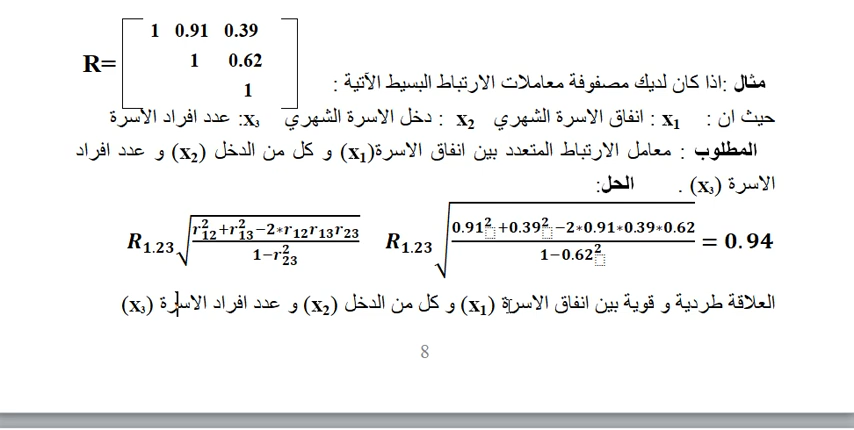 R= [ 1 0.91 0.39
1 0.62
1 ]
مثال :اذا كان لديك مصفوفة معاملات الارتباط البسيط الآتية :
حيث ان : x₁ : انفاق الاسرة الشهري x₂ : دخل الاسرة الشهري x₃: عدد افراد الأسرة
المطلوب : معامل الارتباط المتعدد بين انفاق الاسرة(x₁) و كل من الدخل (x₂) و عدد افراد
الاسرة (x₃) . الحل:
R₁.₂₃ √((r²₁₂+r²₁₃−2*r₁₂r₁₃r₂₃)/(1−r²₂₃)) R₁.₂₃ √((0.91²+0.39²−2*0.91*0.39*0.62)/(1−0.62²)) = 0.94
العلاقة طردية و قوية بين انفاق الاسرة (x₁) و كل من الدخل (x₂) و عدد افراد الاسرة (x₃)
8